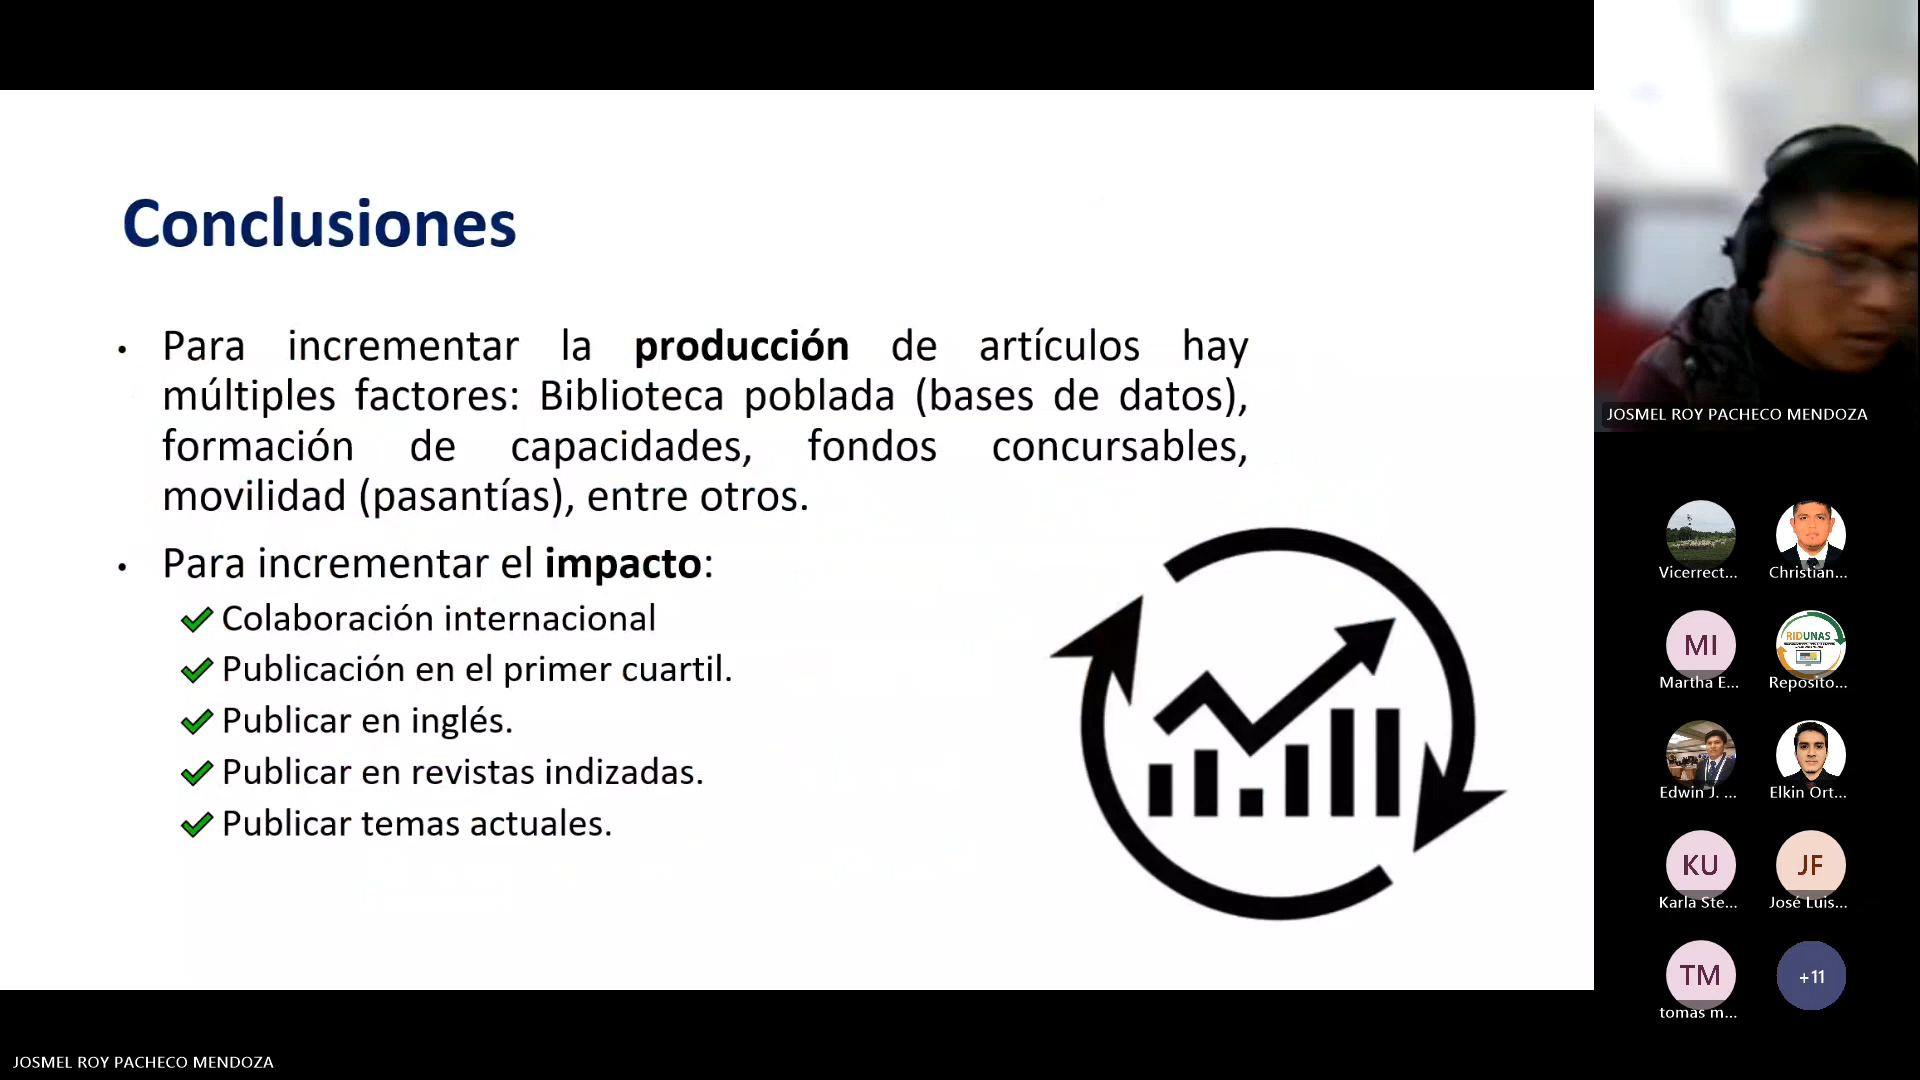 Conclusiones
• Para incrementar la producción de artículos hay
múltiples factores: Biblioteca poblada (bases de datos),
formación de capacidades, fondos concursables,
movilidad (pasantías), entre otros.
• Para incrementar el impacto:
Colaboración internacional
Publicación en el primer cuartil.
Publicar en inglés.
Publicar en revistas indizadas.
Publicar temas actuales.
JOSMEL ROY PACHECO MENDOZA
Vicerrect...
Christian...
MI
RIDUNAS
Martha E...
Reposito...
Edwin J. ...
Elkin Ort...
KU
JF
Karla Ste...
José Luis...
TM
+11
tomas m...
JOSMEL ROY PACHECO MENDOZA